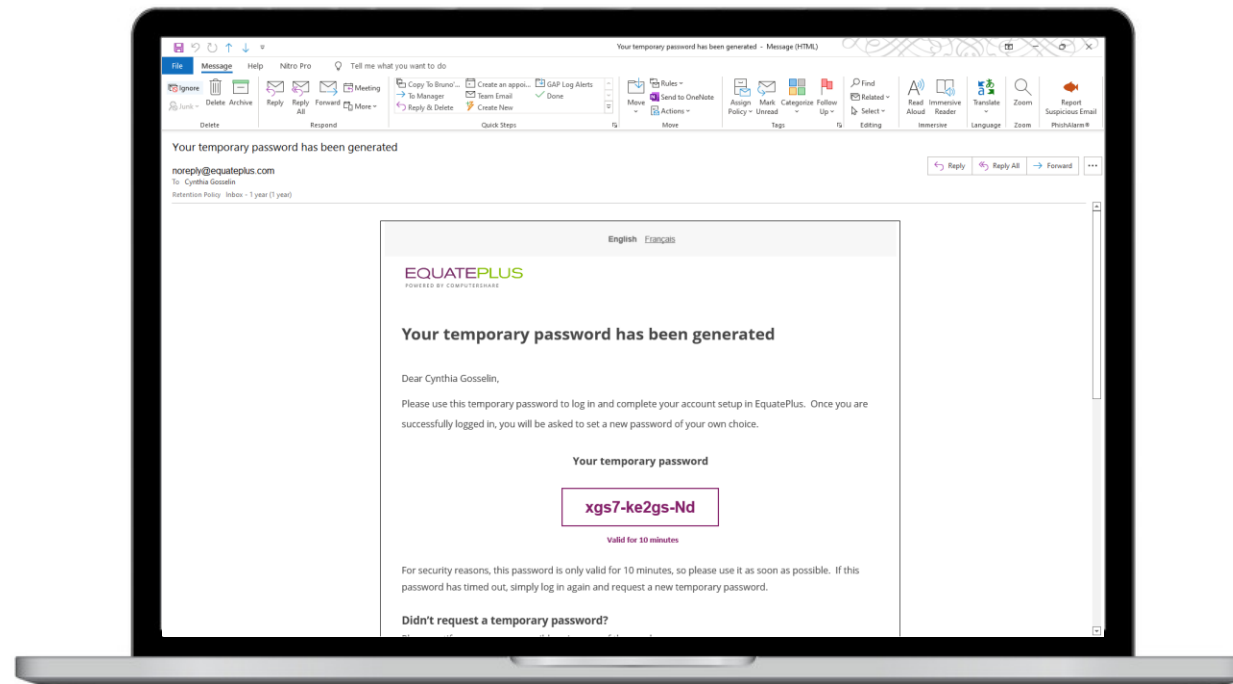 Your temporary password has been generated - Message (HTML)
File Message Help Nitro Pro Tell me what you want to do
Ignore
Junk
Delete Archive
Reply Reply All Forward
Meeting
More
Copy To Bruno'... Create an appoi... GAP Log Alerts
To Manager Team Email Done
Reply & Delete Create New
Move
Rules
Send to OneNote
Actions
Assign Policy Mark Unread Categorize Follow Up
Find
Related
Select
Read Aloud Immersive Reader
Translate
Zoom
Report Suspicious Email
Delete Respond Quick Steps Move Tags Editing Immersive Language Zoom PhishAlarm®
Your temporary password has been generated
noreply@equateplus.com
Reply Reply All Forward
To Cynthia Gosselin
Retention Policy Inbox - 1 year (1 year)
English Français
EQUATEPLUS
POWERED BY COMPUTERSHARE
Your temporary password has been generated
Dear Cynthia Gosselin,
Please use this temporary password to log in and complete your account setup in EquatePlus. Once you are
successfully logged in, you will be asked to set a new password of your own choice.
Your temporary password
xgs7-ke2gs-Nd
Valid for 10 minutes
For security reasons, this password is only valid for 10 minutes, so please use it as soon as possible. If this
password has timed out, simply log in again and request a new temporary password.
Didn't request a temporary password?